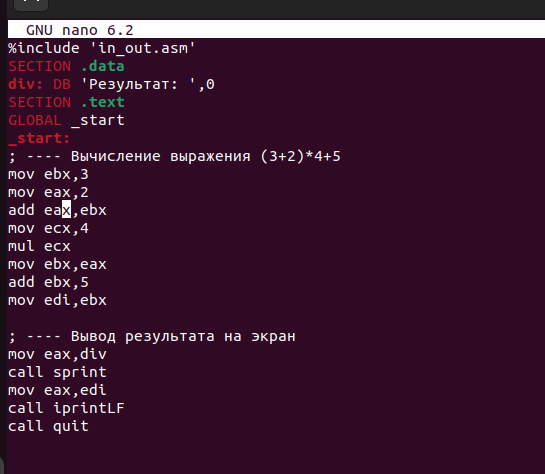 GNU nano 6.2
%include 'in_out.asm'
SECTION .data
div: DB 'Результат: ',0
SECTION .text
GLOBAL _start
_start:
; ---- Вычисление выражения (3+2)*4+5
mov ebx,3
mov eax,2
add eax,ebx
mov ecx,4
mul ecx
mov ebx,eax
add ebx,5
mov edi,ebx
; ---- Вывод результата на экран
mov eax,div
call sprint
mov eax,edi
call iprintLF
call quit